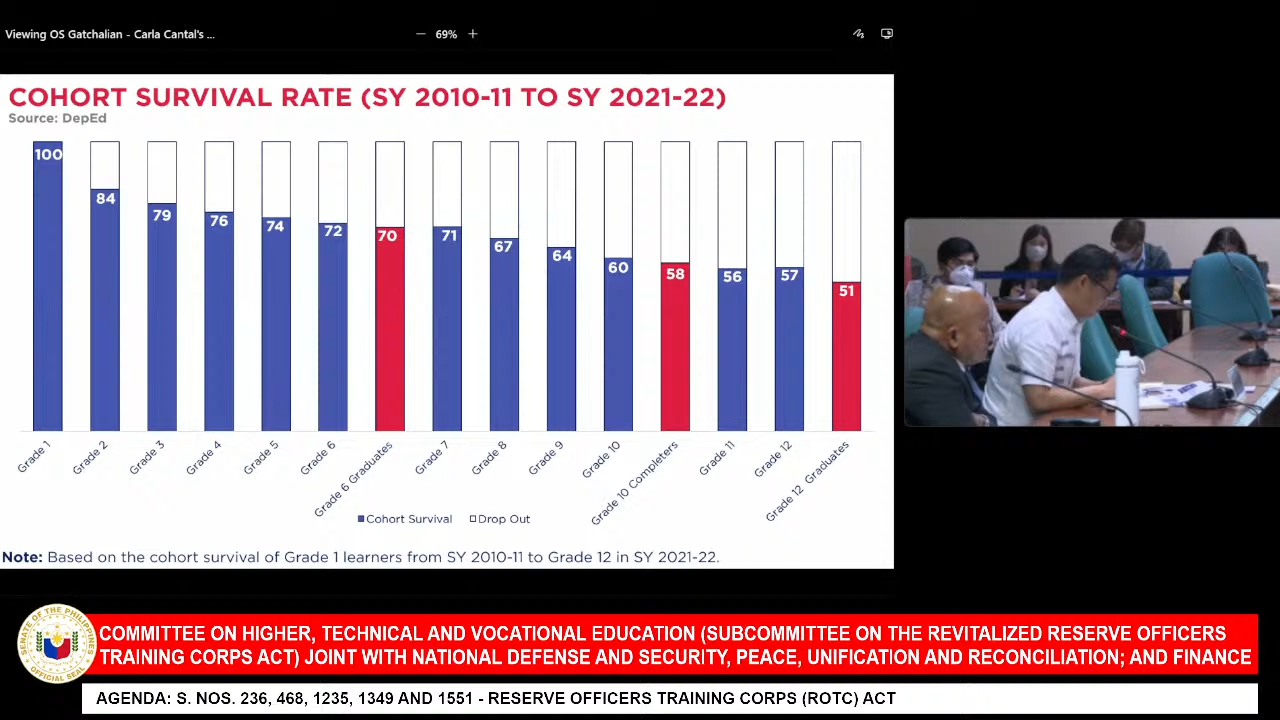 Viewing OS Gatchalian - Carla Cantal's ...
69%
COHORT SURVIVAL RATE (SY 2010-11 TO SY 2021-22)
Source: DepEd
100
84
79
76
74
72
70
71
67
64
60
58
56
57
51
Grade 1
Grade 2
Grade 3
Grade 4
Grade 5
Grade 6
Grade 6 Graduates
Grade 7
Grade 8
Grade 9
Grade 10
Grade 10 Completers
Grade 11
Grade 12
Grade 12 Graduates
Cohort Survival
Drop Out
Note: Based on the cohort survival of Grade 1 learners from SY 2010-11 to Grade 12 in SY 2021-22.
SENATE OF THE PHILIPPINES
OFFICIAL SEAL
COMMITTEE ON HIGHER, TECHNICAL AND VOCATIONAL EDUCATION (SUBCOMMITTEE ON THE REVITALIZED RESERVE OFFICERS
TRAINING CORPS ACT) JOINT WITH NATIONAL DEFENSE AND SECURITY, PEACE, UNIFICATION AND RECONCILIATION; AND FINANCE
AGENDA: S. NOS. 236, 468, 1235, 1349 AND 1551 - RESERVE OFFICERS TRAINING CORPS (ROTC) ACT